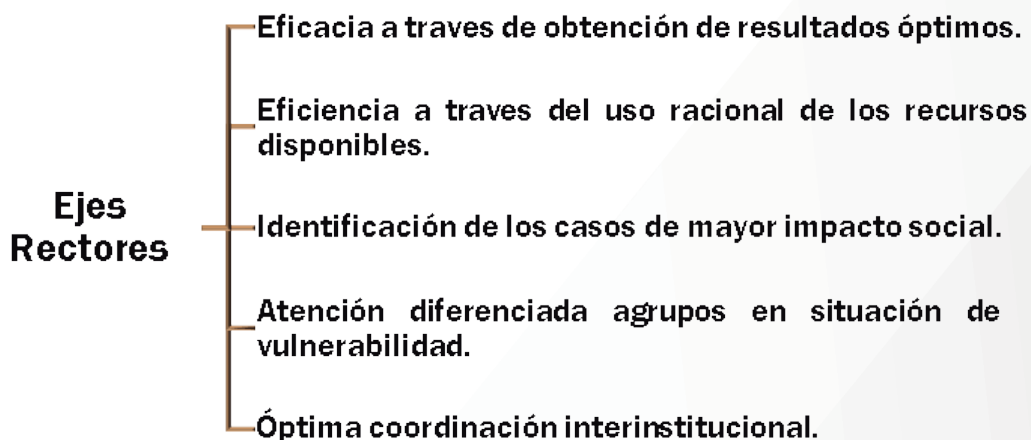 Ejes
Rectores
Eficacia a traves de obtención de resultados óptimos.
Eficiencia a traves del uso racional de los recursos
disponibles.
Identificación de los casos de mayor impacto social.
Atención diferenciada agrupos en situación de
vulnerabilidad.
Óptima coordinación interinstitucional.